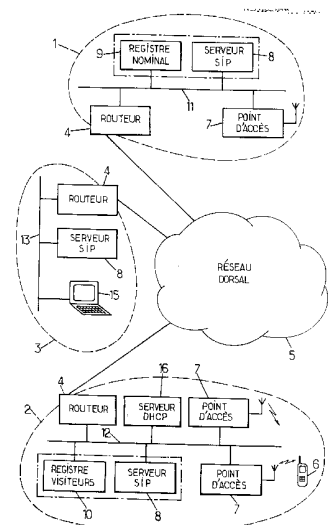 1
9
REGISTRE
NOMINAL
SERVEUR
SIP
8
11
4
ROUTEUR
7
POINT
D'ACCÈS
4
ROUTEUR
13
SERVEUR
SIP
8
15
3
RÉSEAU
DORSAL
5
2
4
ROUTEUR
16
SERVEUR
DHCP
7
POINT
D'ACCÈS
12
REGISTRE
VISITEURS
10
SERVEUR
SIP
8
POINT
D'ACCÈS
7
6